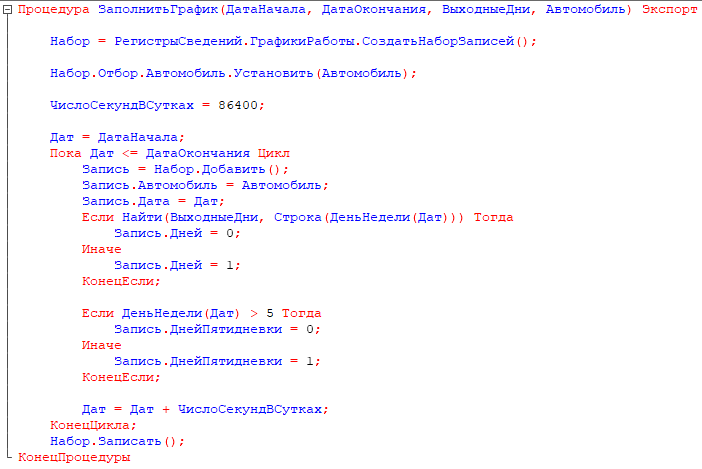 Процедура ЗаполнитьГрафик(ДатаНачала, ДатаОкончания, ВыходныеДни, Автомобиль) Экспорт
Набор = РегистрыСведений.ГрафикиРаботы.СоздатьНаборЗаписей();
Набор.Отбор.Автомобиль.Установить(Автомобиль);
ЧислоСекундВСутках = 86400;
Дат = ДатаНачала;
Пока Дат <= ДатаОкончания Цикл
Запись = Набор.Добавить();
Запись.Автомобиль = Автомобиль;
Запись.Дата = Дат;
Если Найти(ВыходныеДни, Строка(ДеньНедели(Дат))) Тогда
Запись.Дней = 0;
Иначе
Запись.Дней = 1;
КонецЕсли;
Если ДеньНедели(Дат) > 5 Тогда
Запись.ДнейПятидневки = 0;
Иначе
Запись.ДнейПятидневки = 1;
КонецЕсли;
Дат = Дат + ЧислоСекундВСутках;
КонецЦикла;
Набор.Записать();
КонецПроцедуры